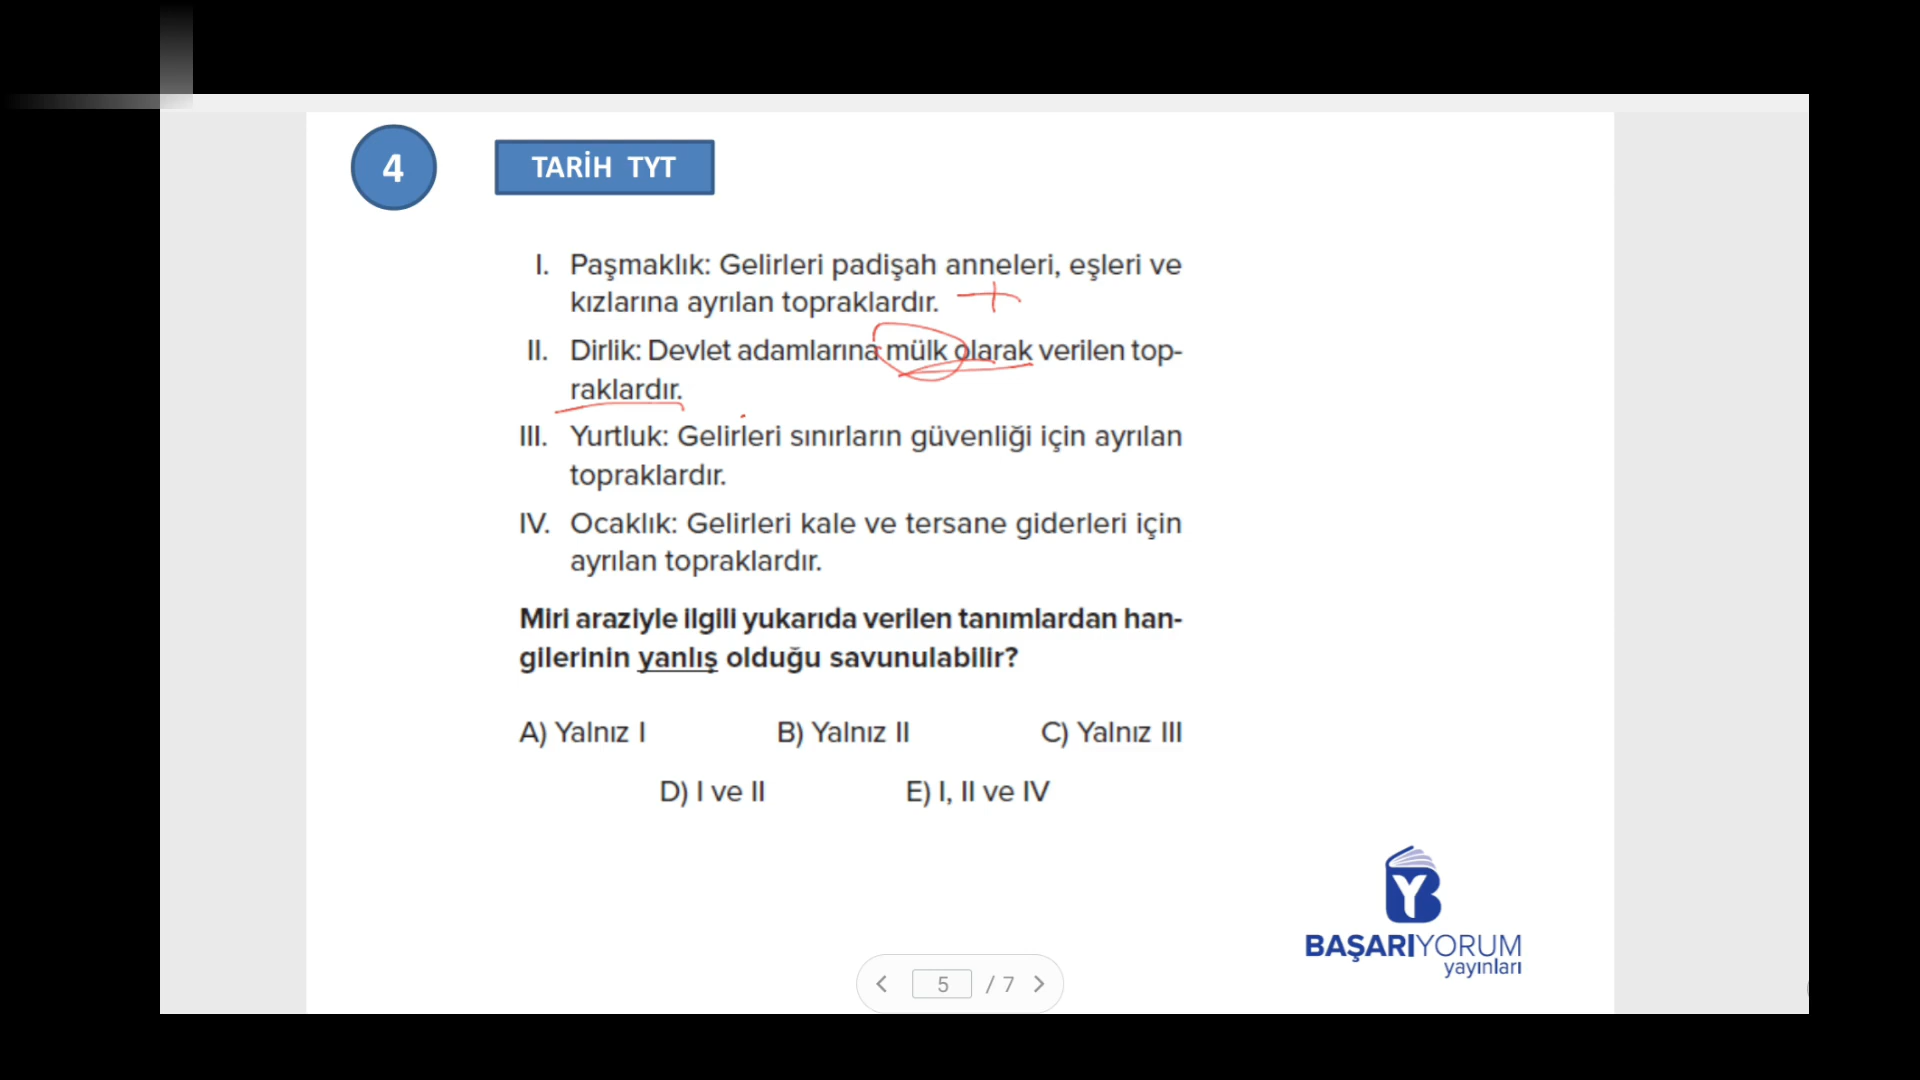 4
TARİH TYT
I. Paşmaklık: Gelirleri padişah anneleri, eşleri ve
kızlarına ayrılan topraklardır.
II. Dirlik: Devlet adamlarına mülk olarak verilen top-
raklardır.
III. Yurtluk: Gelirleri sınırların güvenliği için ayrılan
topraklardır.
IV. Ocaklık: Gelirleri kale ve tersane giderleri için
ayrılan topraklardır.
Miri araziyle ilgili yukarıda verilen tanımlardan han-
gilerinin yanlış olduğu savunulabilir?
A) Yalnız I B) Yalnız II C) Yalnız III
D) I ve II E) I, II ve IV
BAŞARIYORUM
yayınları
5 / 7